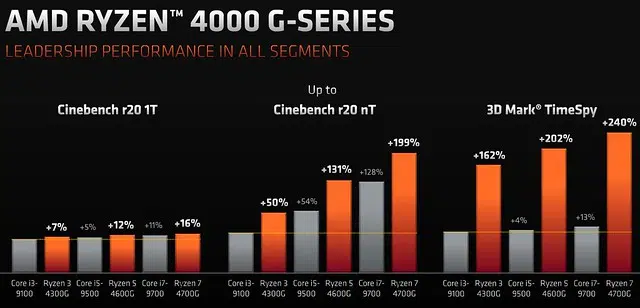 AMD RYZEN™ 4000 G-SERIES
LEADERSHIP PERFORMANCE IN ALL SEGMENTS
Up to
Cinebench r20 1T
+7%
+5%
+12%
+11%
+16%
Core i3-9100
Ryzen 3 4300G
Core i5-9500
Ryzen 5 4600G
Core i7-9700
Ryzen 7 4700G
Cinebench r20 nT
+50%
+54%
+131%
+128%
+199%
Core i3-9100
Ryzen 3 4300G
Core i5-9500
Ryzen 5 4600G
Core i7-9700
Ryzen 7 4700G
3D Mark® TimeSpy
+162%
+4%
+202%
+13%
+240%
Core i3-9100
Ryzen 3 4300G
Core i5-9500
Ryzen 5 4600G
Core i7-9700
Ryzen 7 4700G